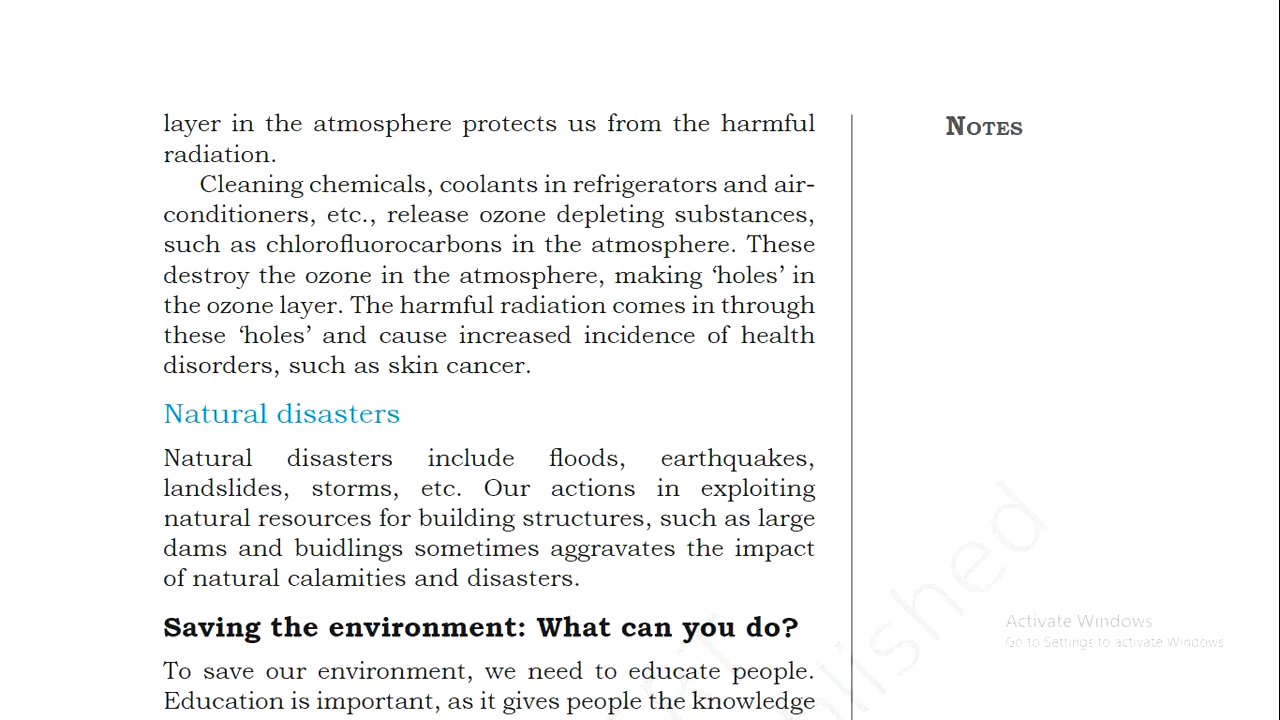 layer in the atmosphere protects us from the harmful
radiation.
Cleaning chemicals, coolants in refrigerators and air-
conditioners, etc., release ozone depleting substances,
such as chlorofluorocarbons in the atmosphere. These
destroy the ozone in the atmosphere, making ‘holes’ in
the ozone layer. The harmful radiation comes in through
these ‘holes’ and cause increased incidence of health
disorders, such as skin cancer.
Natural disasters
Natural disasters include floods, earthquakes,
landslides, storms, etc. Our actions in exploiting
natural resources for building structures, such as large
dams and buidlings sometimes aggravates the impact
of natural calamities and disasters.
Saving the environment: What can you do?
To save our environment, we need to educate people.
Education is important, as it gives people the knowledge
NOTES
Activate Windows
Go to Settings to activate Windows